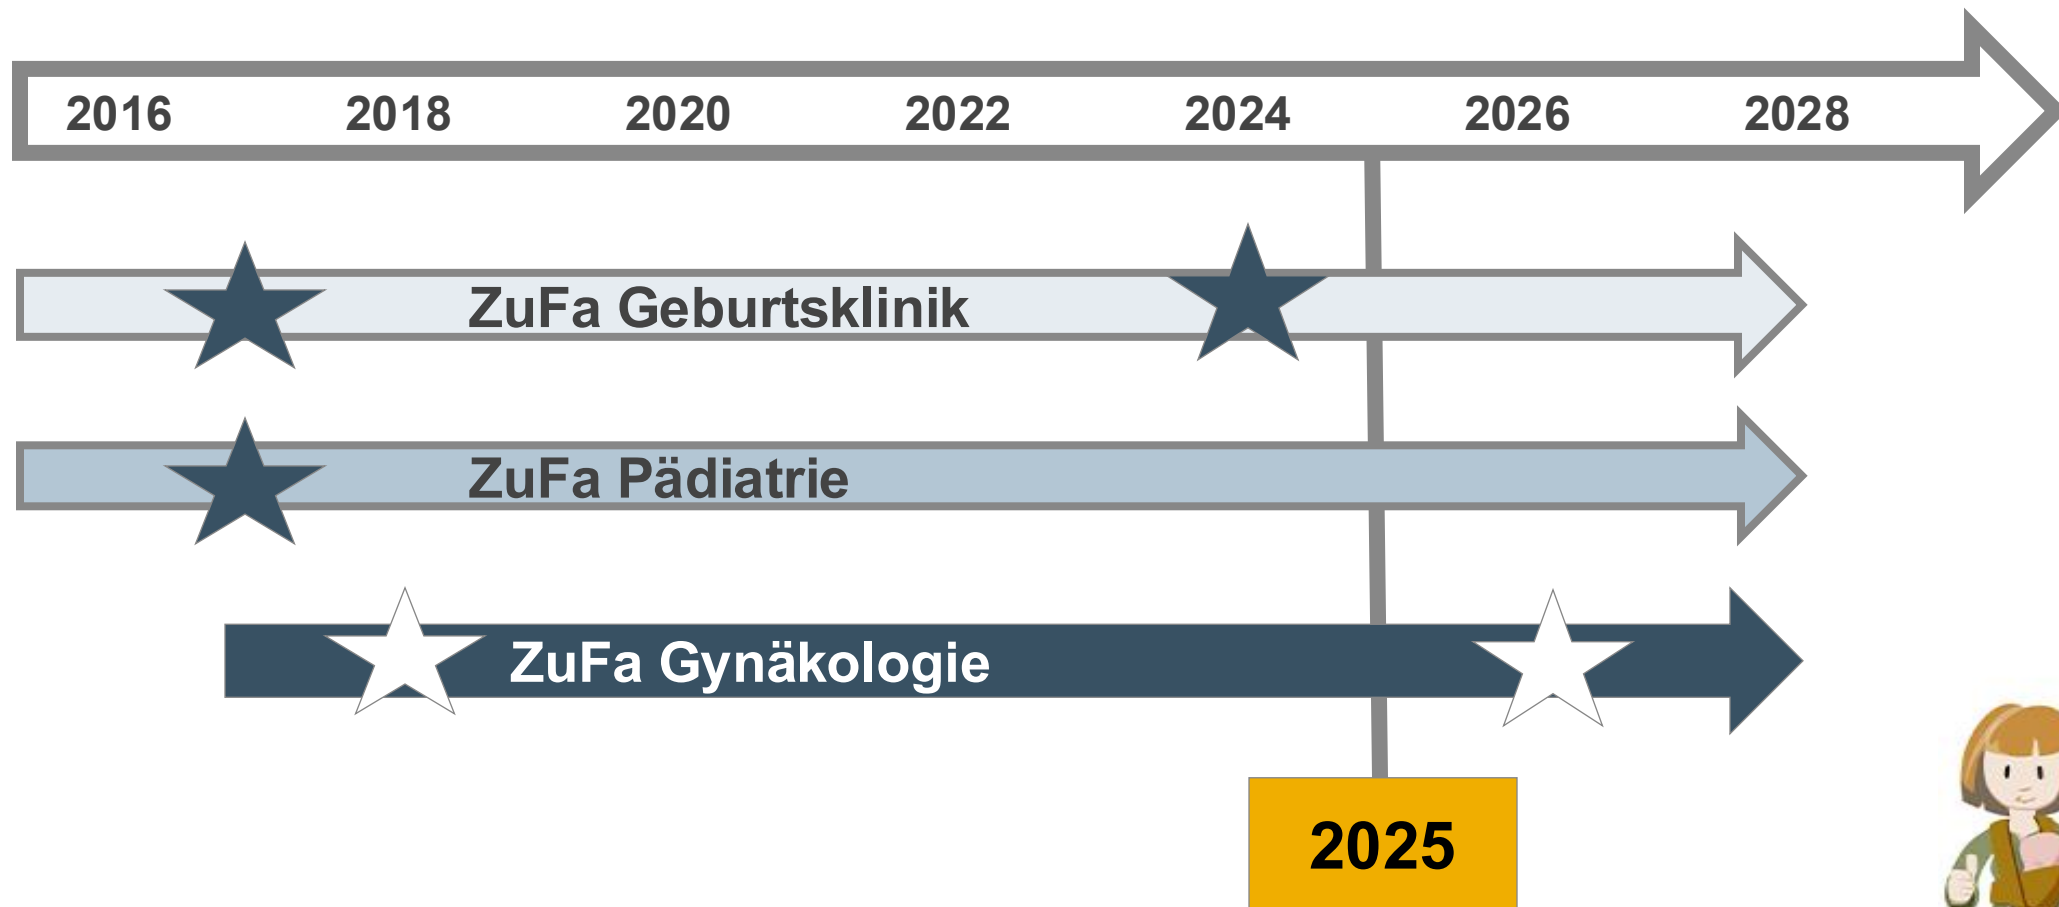 2016 2018 2020 2022 2024 2026 2028
ZuFa Geburtsklinik
ZuFa Pädiatrie
ZuFa Gynäkologie
2025